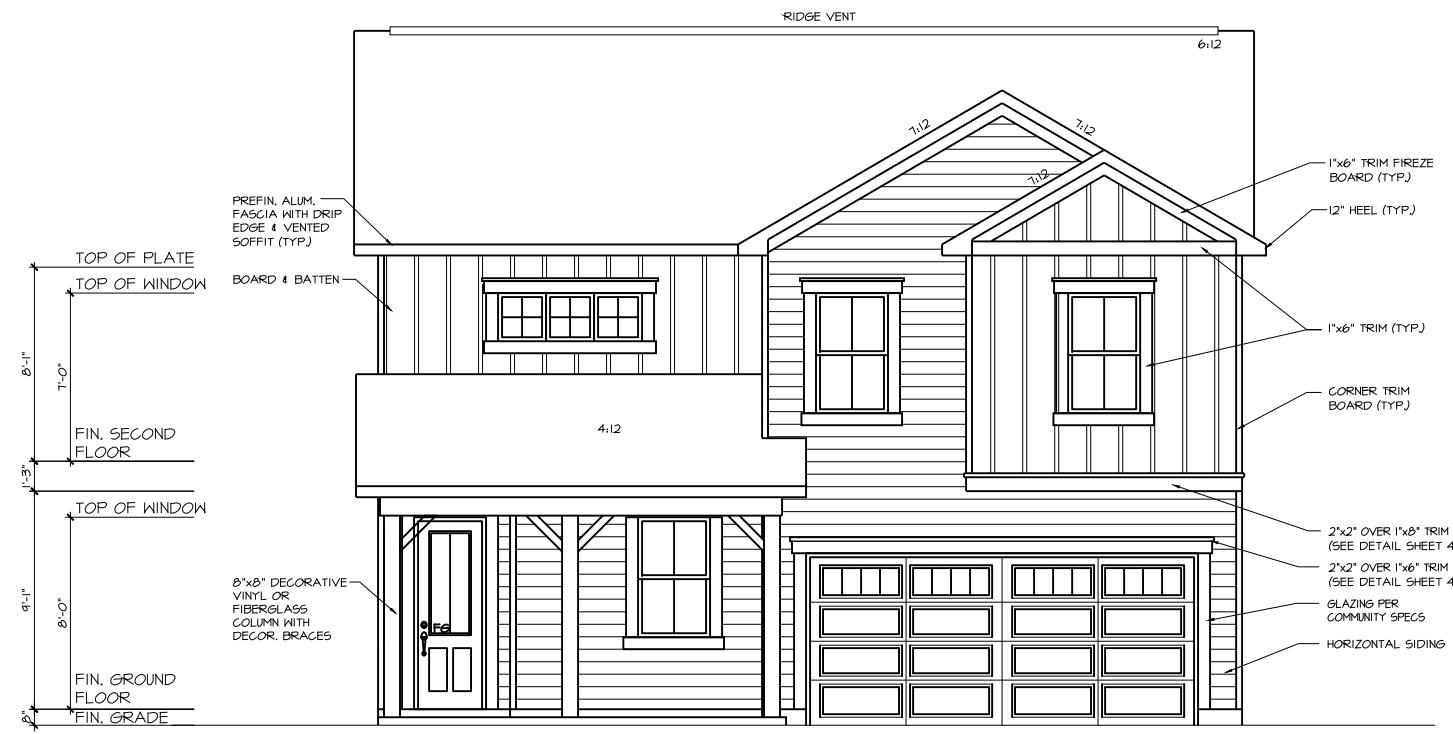 RIDGE VENT
6:12
7:12
7:12
7:12
1"x6" TRIM FIREZE
BOARD (TYP.)
12" HEEL (TYP.)
PREFIN. ALUM.
FASCIA WITH DRIP
EDGE & VENTED
SOFFIT (TYP.)
TOP OF PLATE
TOP OF WINDOW
BOARD & BATTEN
1"x6" TRIM (TYP.)
8'-1"
7'-0"
CORNER TRIM
BOARD (TYP.)
4:12
FIN. SECOND
FLOOR
1'-3"
TOP OF WINDOW
2"x2" OVER 1"x8" TRIM
(SEE DETAIL SHEET 4
2"x2" OVER 1"x6" TRIM
(SEE DETAIL SHEET 4
8"x8" DECORATIVE
VINYL OR
FIBERGLASS
COLUMN WITH
DECOR. BRACES
9'-1"
8'-0"
FG
GLAZING PER
COMMUNITY SPECS
HORIZONTAL SIDING
FIN. GROUND
FLOOR
8"
FIN. GRADE